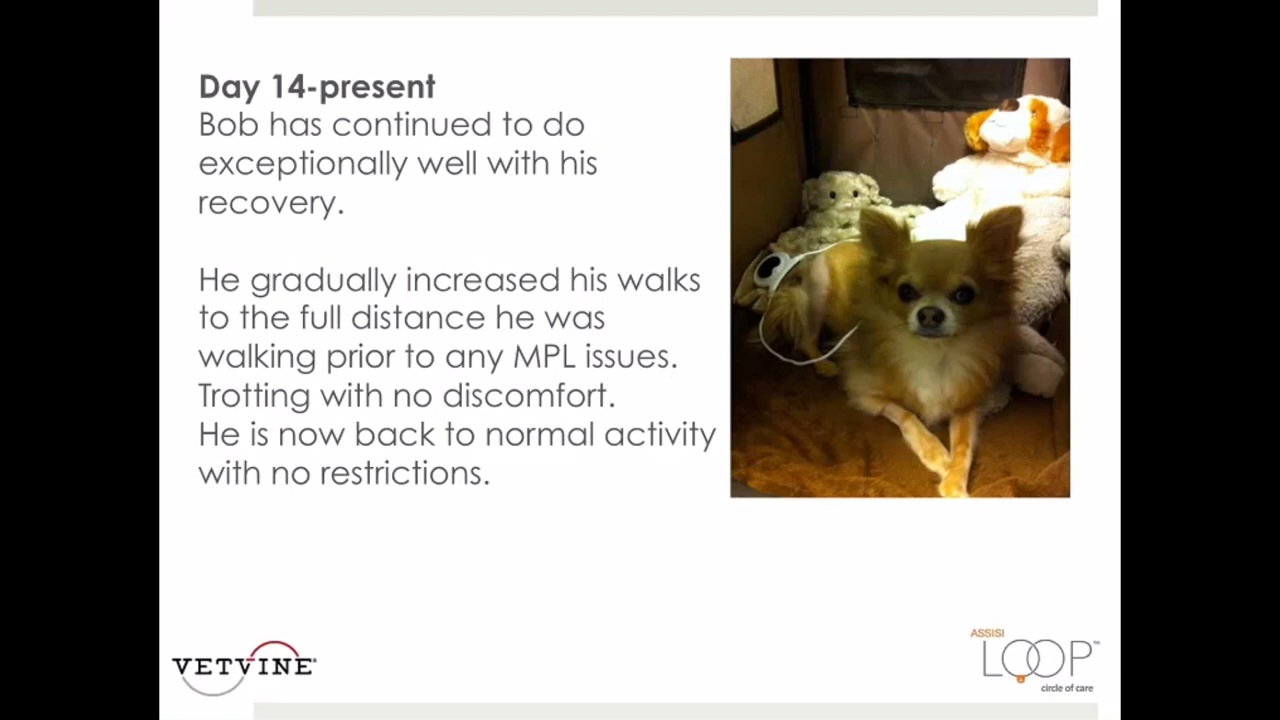 Day 14-present
Bob has continued to do
exceptionally well with his
recovery.
He gradually increased his walks
to the full distance he was
walking prior to any MPL issues.
Trotting with no discomfort.
He is now back to normal activity
with no restrictions.
VETVINE®
ASSISI
LOOP™
circle of care